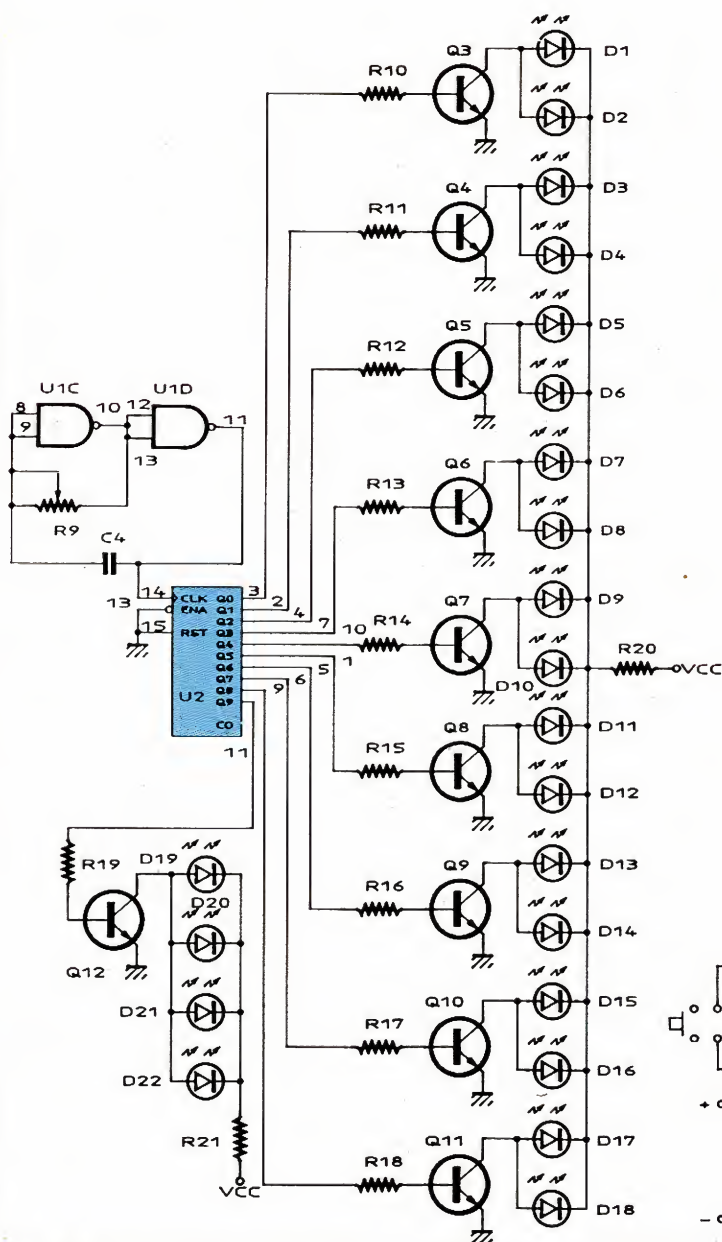 Q3
D1
R10
D2
Q4
D3
R11
D4
Q5
D5
R12
D6
U1C
U1D
8
9
10
12
11
13
R9
C4
Q6
D7
R13
D8
14
13
15
CLK
ENA
RST
U2
Q0
Q1
Q2
Q3
Q4
Q5
Q6
Q7
Q8
Q9
CO
3
2
4
7
10
1
5
6
9
11
Q7
D9
R14
D10
R20
VCC
Q8
D11
R15
D12
R19
D19
D20
Q12
D21
D22
R21
VCC
Q9
D13
R16
D14
Q10
D15
R17
D16
+
Q11
D17
R18
D18
−